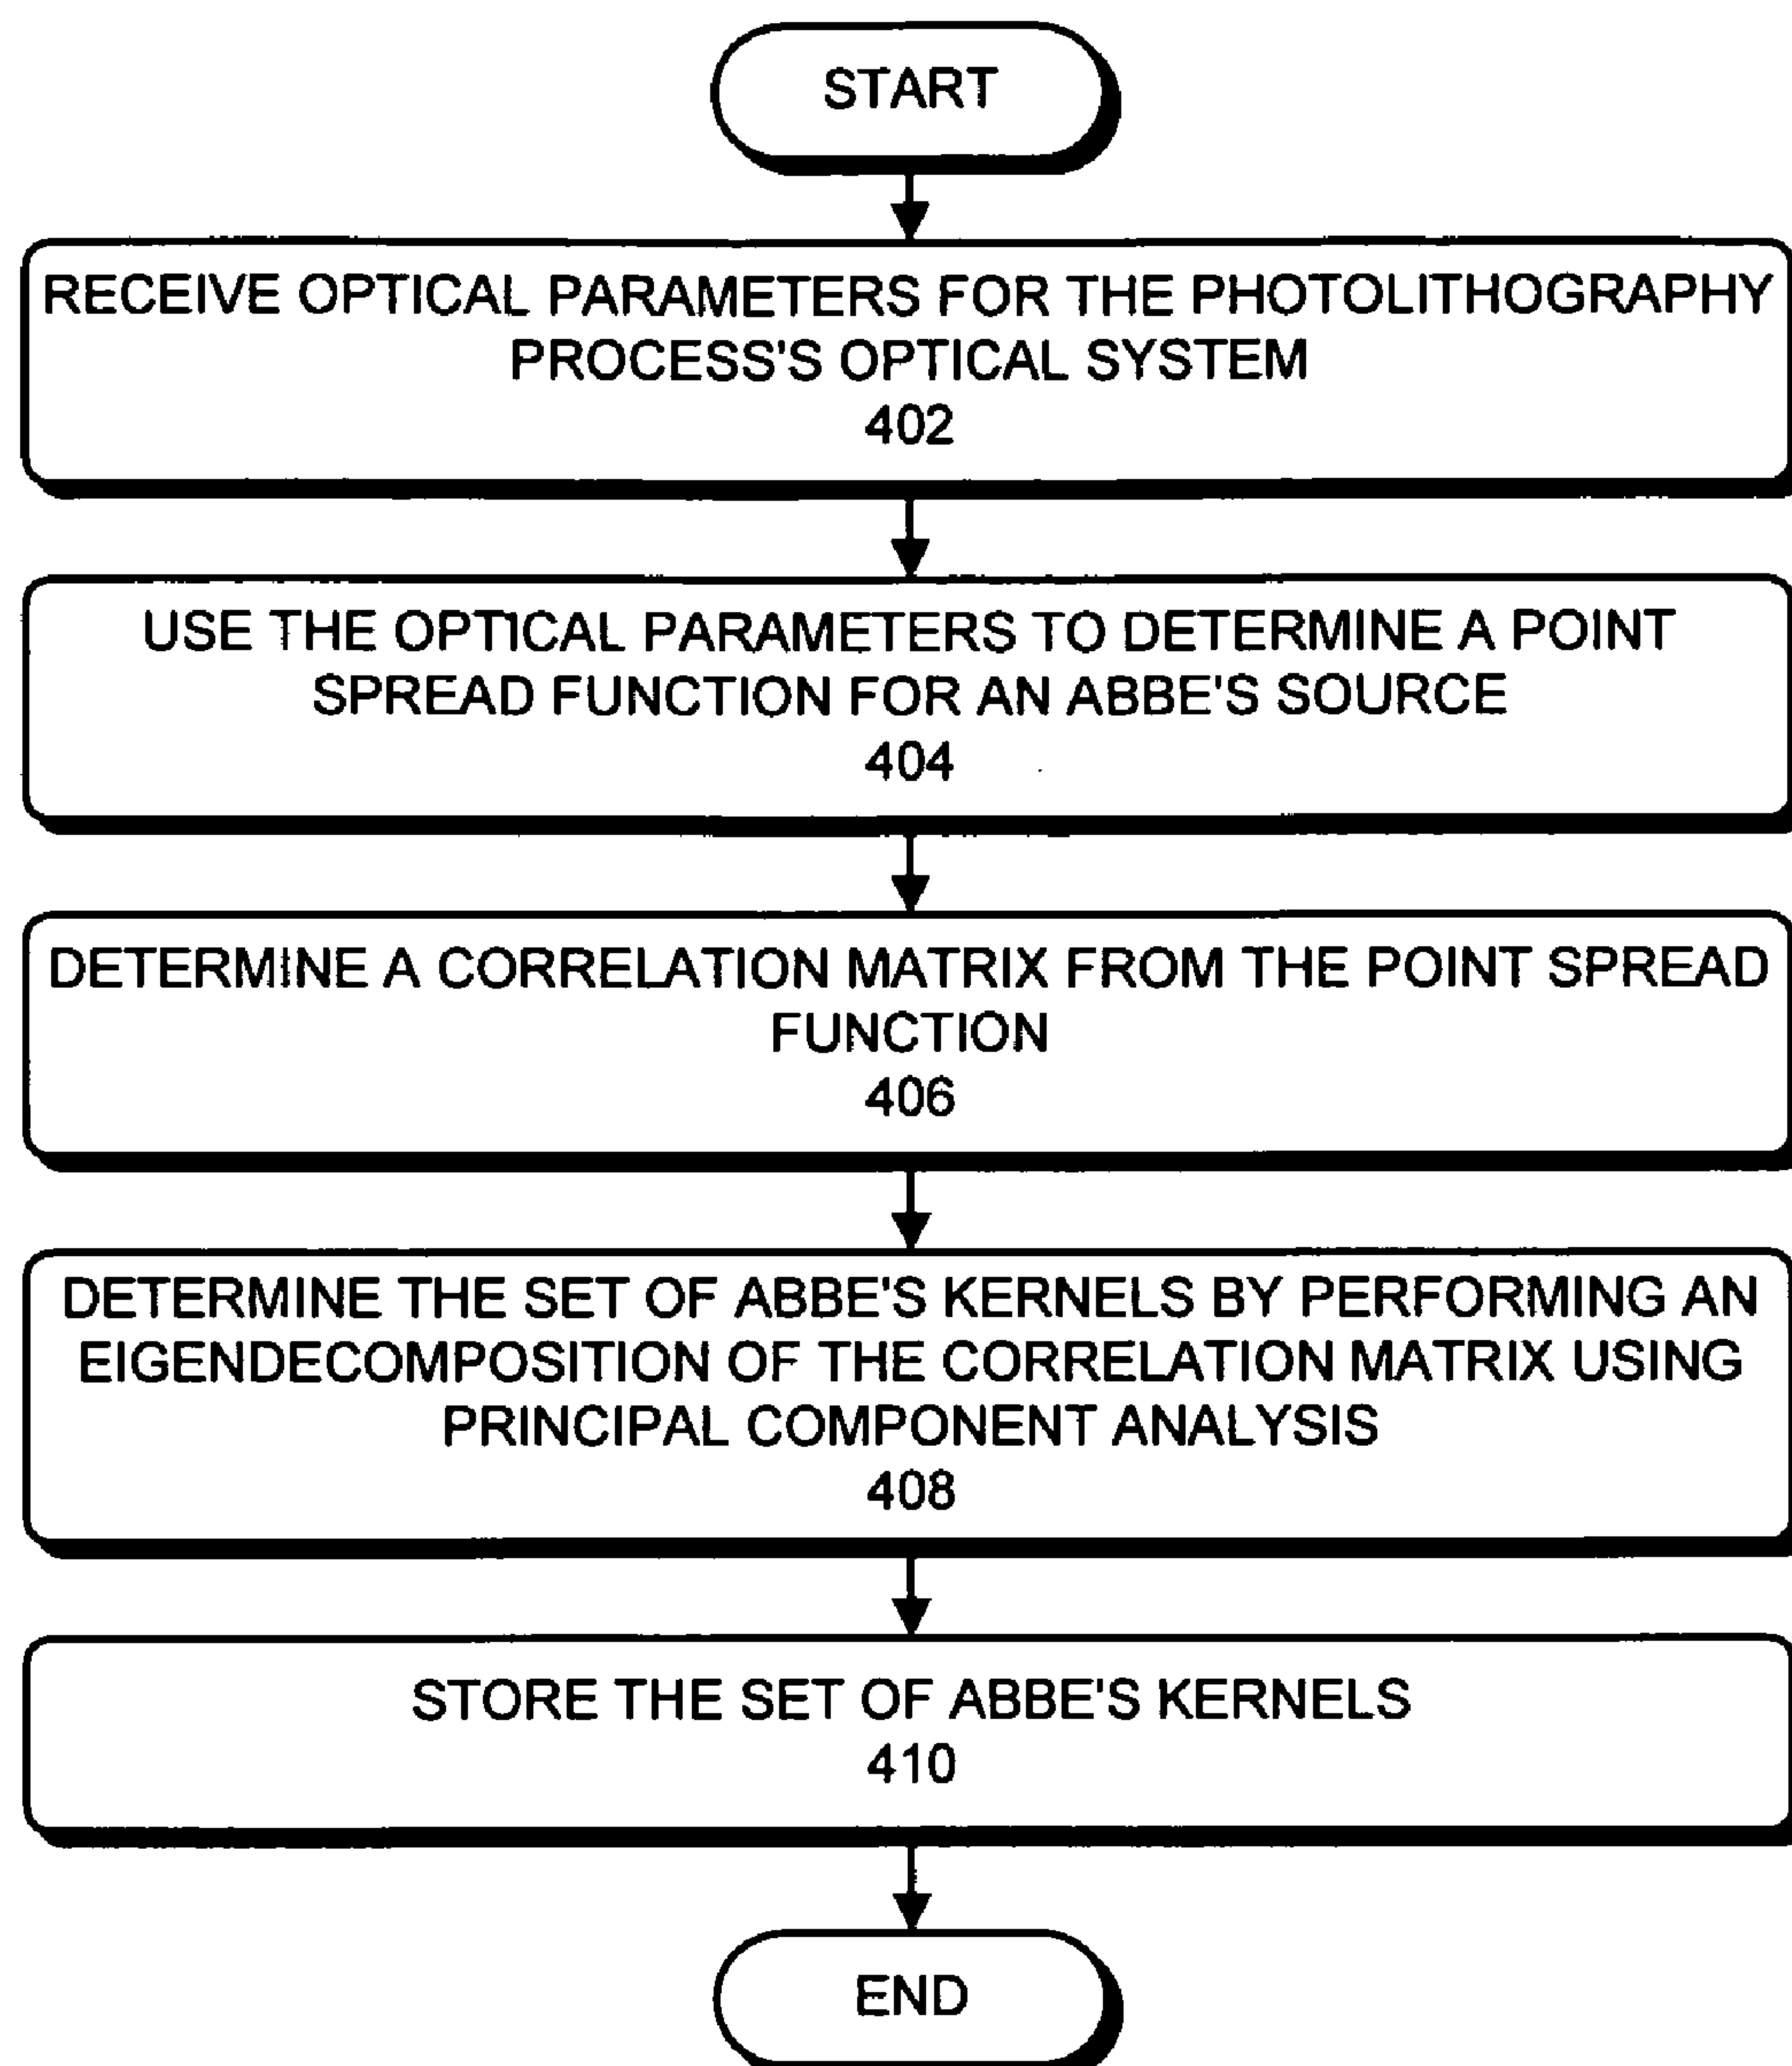 START
RECEIVE OPTICAL PARAMETERS FOR THE PHOTOLITHOGRAPHY
PROCESS'S OPTICAL SYSTEM
402
USE THE OPTICAL PARAMETERS TO DETERMINE A POINT
SPREAD FUNCTION FOR AN ABBE'S SOURCE
404
DETERMINE A CORRELATION MATRIX FROM THE POINT SPREAD
FUNCTION
406
DETERMINE THE SET OF ABBE'S KERNELS BY PERFORMING AN
EIGENDECOMPOSITION OF THE CORRELATION MATRIX USING
PRINCIPAL COMPONENT ANALYSIS
408
STORE THE SET OF ABBE'S KERNELS
410
END